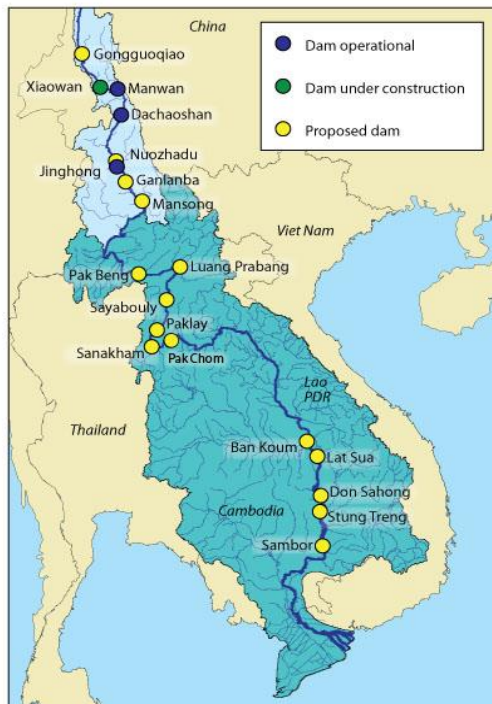 China
Dam operational
Dam under construction
Proposed dam
Gongguoqiao
Xiaowan
Manwan
Dachaoshan
Nuozhadu
Jinghong
Ganlanba
Mansong
Viet Nam
Pak Beng
Luang Prabang
Sayabouly
Paklay
Sanakham
Pak Chom
Lao
PDR
Thailand
Ban Koum
Lat Sua
Don Sahong
Cambodia
Stung Treng
Sambor